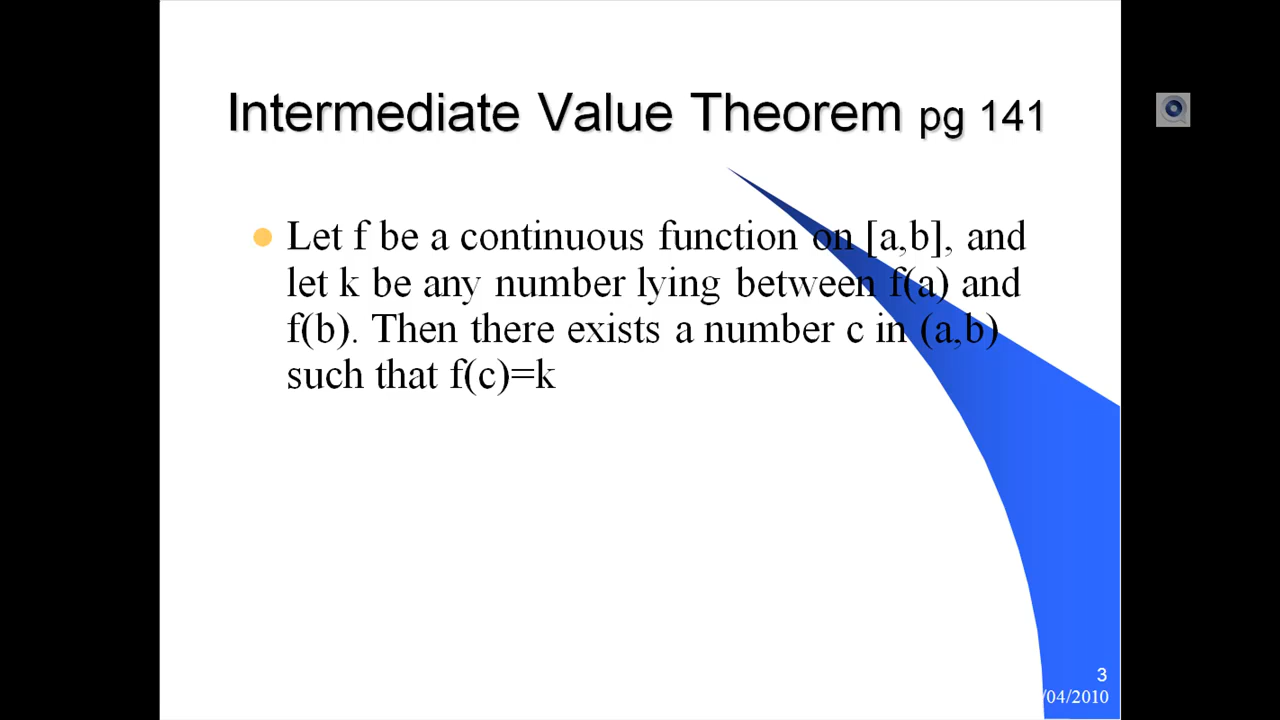 Intermediate Value Theorem pg 141
Let f be a continuous function on [a,b], and
let k be any number lying between f(a) and
f(b). Then there exists a number c in (a,b)
such that f(c)=k
3
/04/2010